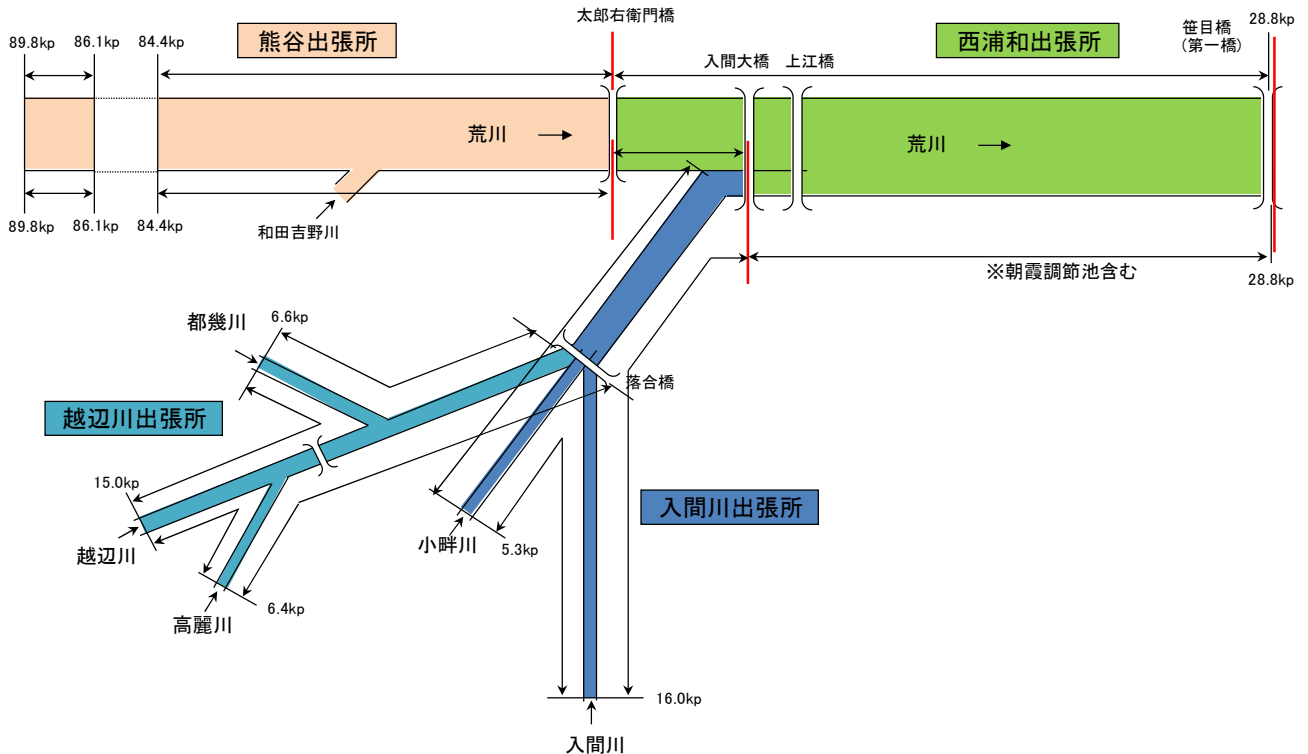 太郎右衛門橋
28.8kp
笹目橋
(第一橋)
89.8kp
86.1kp
84.4kp
熊谷出張所
西浦和出張所
入間大橋
上江橋
荒川
荒川
89.8kp
86.1kp
84.4kp
和田吉野川
※朝霞調節池含む
28.8kp
都幾川
6.6kp
落合橋
越辺川出張所
15.0kp
入間川出張所
越辺川
小畔川
5.3kp
6.4kp
高麗川
16.0kp
入間川